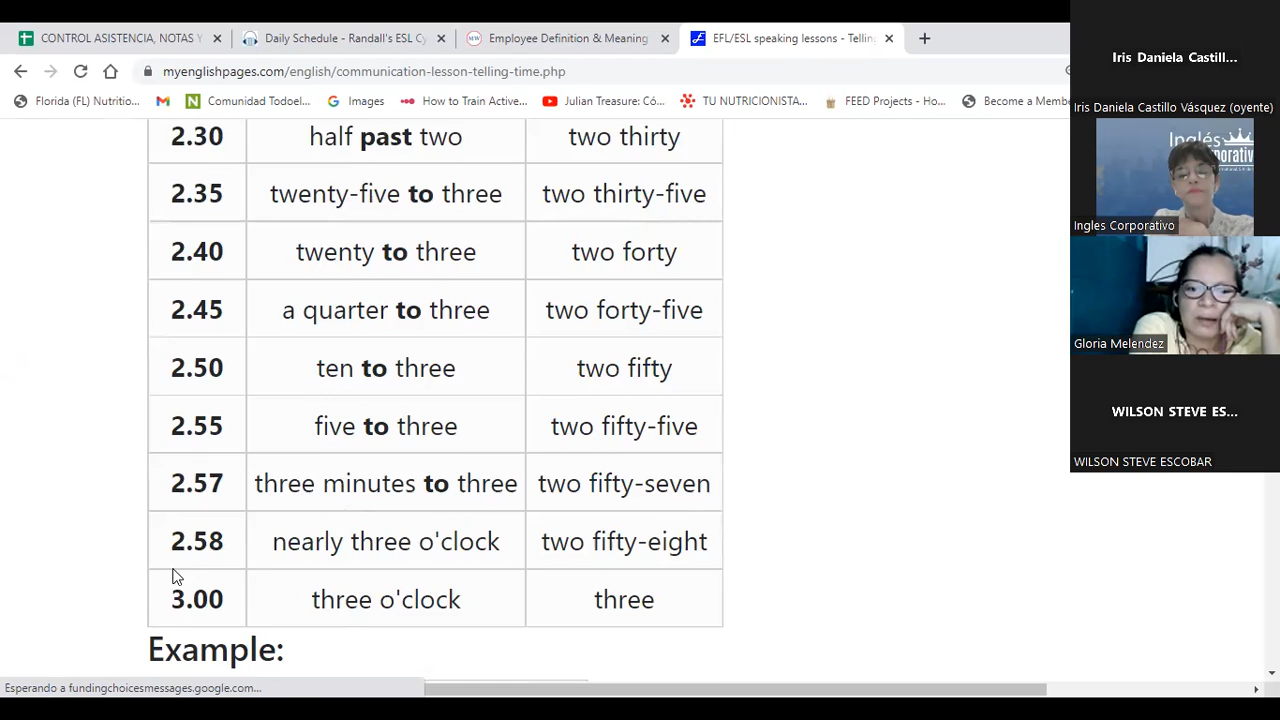 CONTROL ASISTENCIA, NOTAS Y
Daily Schedule - Randall's ESL Cy
Employee Definition & Meaning
EFL/ESL speaking lessons - Tellin
myenglishpages.com/english/communication-lesson-telling-time.php
Florida (FL) Nutritio...
Comunidad Todoel...
Images
How to Train Active...
Julian Treasure: Có...
TU NUTRICIONISTA...
FEED Projects - Ho...
Become a Membe
2.30 half past two two thirty
2.35 twenty-five to three two thirty-five
2.40 twenty to three two forty
2.45 a quarter to three two forty-five
2.50 ten to three two fifty
2.55 five to three two fifty-five
2.57 three minutes to three two fifty-seven
2.58 nearly three o'clock two fifty-eight
3.00 three o'clock three
Example:
Esperando a fundingchoicesmessages.google.com...
Iris Daniela Castill...
Iris Daniela Castillo Vásquez (oyente)
Inglés
Corporativo
Ingles Corporativo
Gloria Melendez
WILSON STEVE ES...
WILSON STEVE ESCOBAR